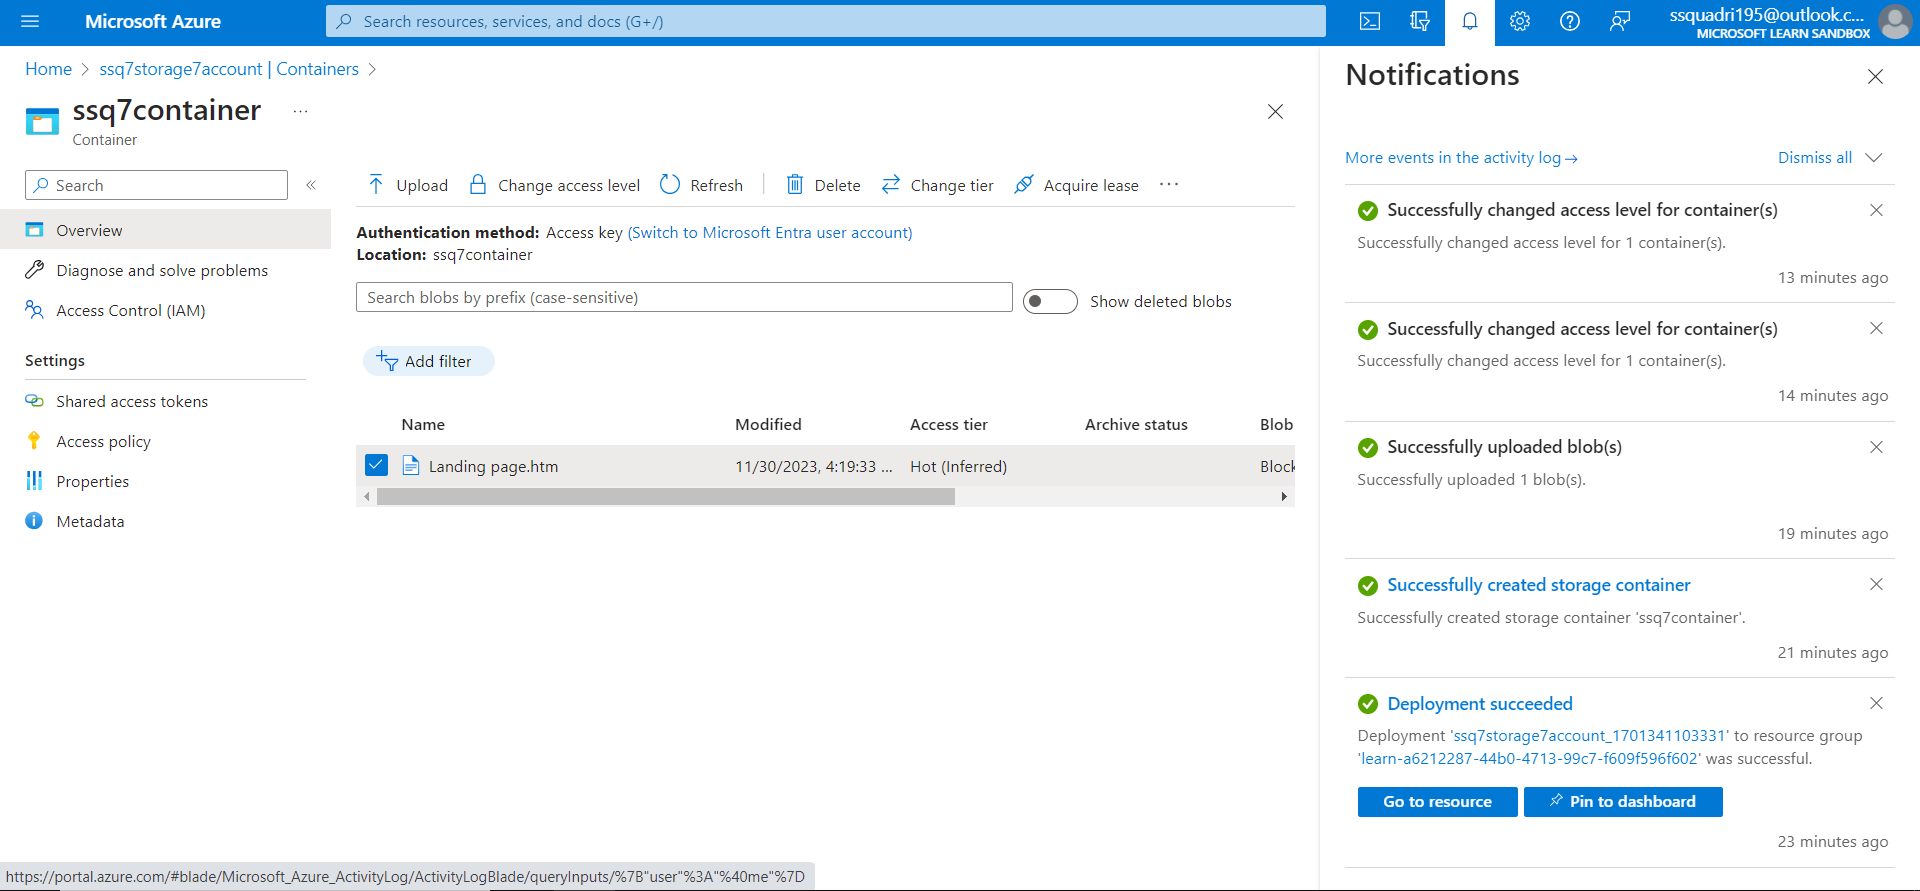 Microsoft Azure
Search resources, services, and docs (G+/)
ssquadri195@outlook.c...
MICROSOFT LEARN SANDBOX
Home > ssq7storage7account | Containers >
ssq7container ...
Container
Search
«
Overview
Diagnose and solve problems
Access Control (IAM)
Settings
Shared access tokens
Access policy
Properties
Metadata
Upload Change access level Refresh Delete Change tier Acquire lease ...
Authentication method: Access key (Switch to Microsoft Entra user account)
Location: ssq7container
Search blobs by prefix (case-sensitive)
Show deleted blobs
Add filter
Name Modified Access tier Archive status Blob
Landing page.htm 11/30/2023, 4:19:33 ... Hot (Inferred) Block
Notifications
More events in the activity log → Dismiss all
Successfully changed access level for container(s)
Successfully changed access level for 1 container(s).
13 minutes ago
Successfully changed access level for container(s)
Successfully changed access level for 1 container(s).
14 minutes ago
Successfully uploaded blob(s)
Successfully uploaded 1 blob(s).
19 minutes ago
Successfully created storage container
Successfully created storage container 'ssq7container'.
21 minutes ago
Deployment succeeded
Deployment 'ssq7storage7account_1701341103331' to resource group
'learn-a6212287-44b0-4713-99c7-f609f596f602' was successful.
Go to resource Pin to dashboard
23 minutes ago
https://portal.azure.com/#blade/Microsoft_Azure_ActivityLog/ActivityLogBlade/queryInputs/%7B"user"%3A"%40me"%7D